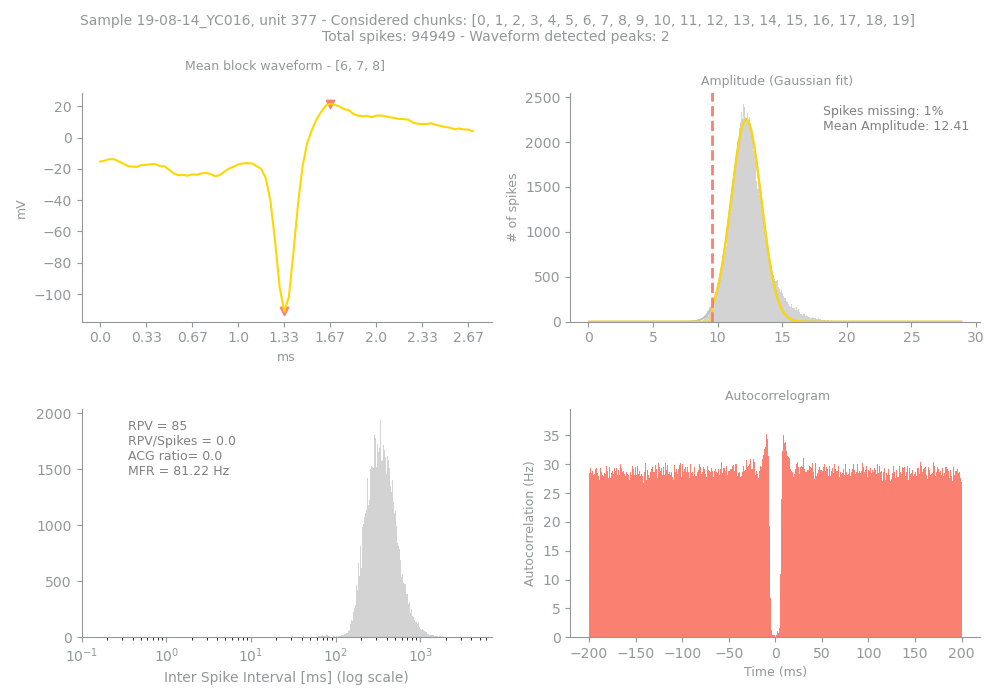 Sample 19-08-14_YC016, unit 377 - Considered chunks: [0, 1, 2, 3, 4, 5, 6, 7, 8, 9, 10, 11, 12, 13, 14, 15, 16, 17, 18, 19]
Total spikes: 94949 - Waveform detected peaks: 2
Mean block waveform - [6, 7, 8]
mV
20
0
−20
−40
−60
−80
−100
0.0 0.33 0.67 1.0 1.33 1.67 2.0 2.33 2.67
ms
Amplitude (Gaussian fit)
Spikes missing: 1%
Mean Amplitude: 12.41
# of spikes
2500
2000
1500
1000
500
0
0 5 10 15 20 25 30
RPV = 85
RPV/Spikes = 0.0
ACG ratio= 0.0
MFR = 81.22 Hz
2000
1500
1000
500
0
10⁻¹ 10⁰ 10¹ 10² 10³
Inter Spike Interval [ms] (log scale)
Autocorrelogram
Autocorrelation (Hz)
35
30
25
20
15
10
5
0
−200 −150 −100 −50 0 50 100 150 200
Time (ms)